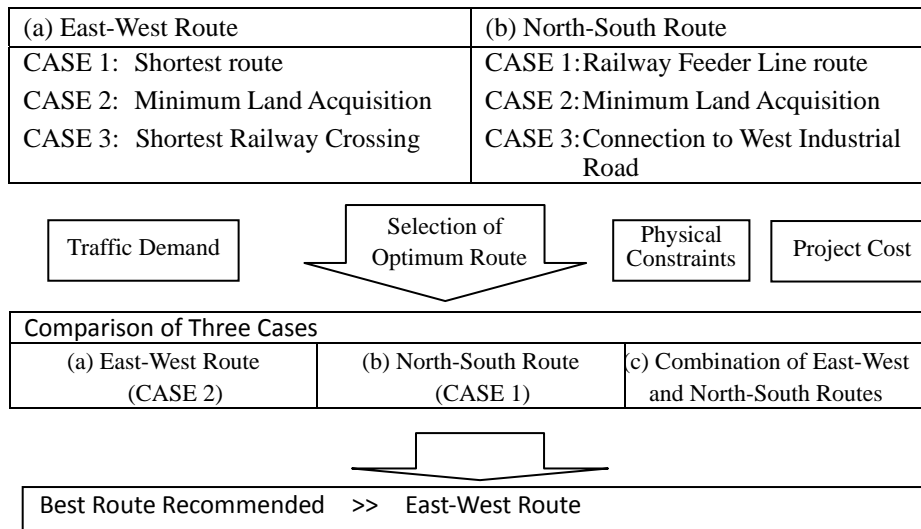 (a) East-West Route
(b) North-South Route
CASE 1: Shortest route
CASE 2: Minimum Land Acquisition
CASE 3: Shortest Railway Crossing
CASE 1: Railway Feeder Line route
CASE 2: Minimum Land Acquisition
CASE 3: Connection to West Industrial
Road
Traffic Demand
Selection of
Optimum Route
Physical
Constraints
Project Cost
Comparison of Three Cases
(a) East-West Route
(CASE 2)
(b) North-South Route
(CASE 1)
(c) Combination of East-West
and North-South Routes
Best Route Recommended >> East-West Route